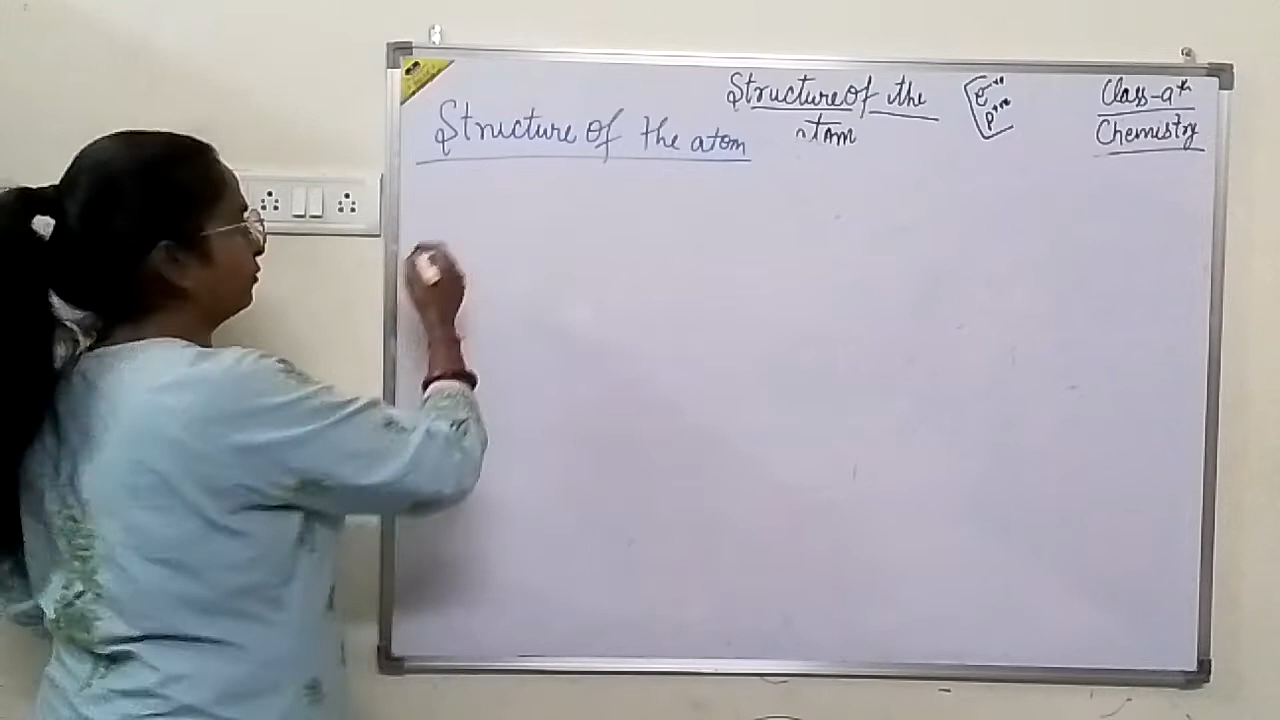 Structure of the atom
Structure of the
atom
e⁻
p⁺
Class-9th
Chemistry